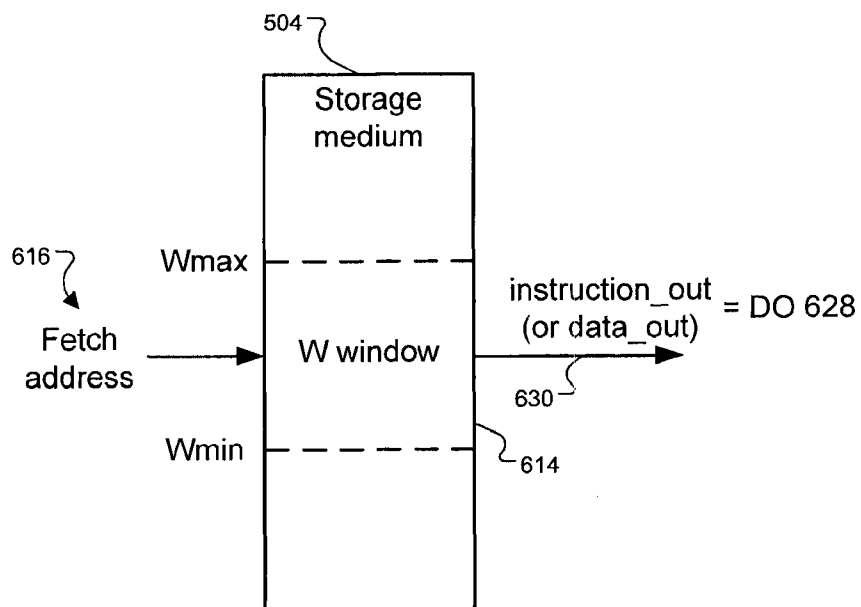 504
Storage
medium
616
Wmax
instruction_out
(or data_out)
= DO 628
Fetch
address
W window
630
Wmin
614